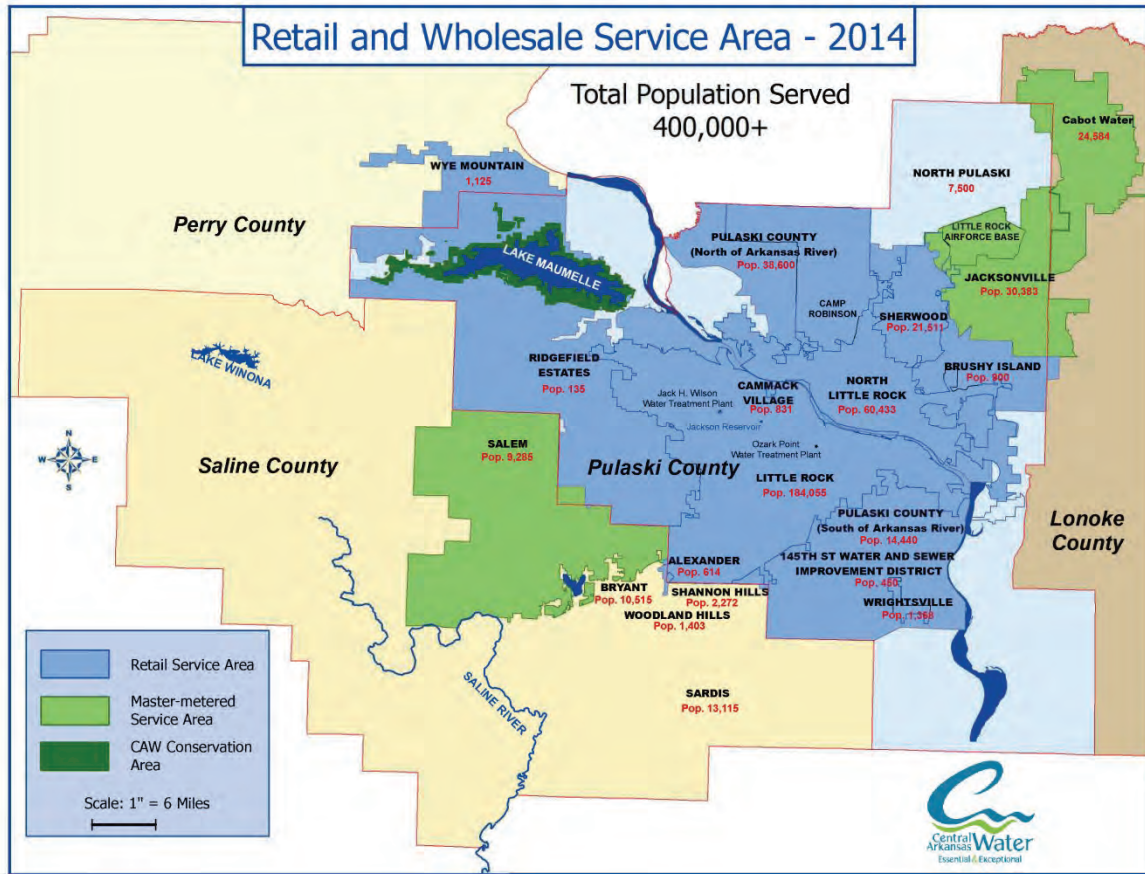 Retail and Wholesale Service Area - 2014
Total Population Served
400,000+
Cabot Water
24,584
WYE MOUNTAIN
1,125
NORTH PULASKI
7,500
Perry County
LAKE MAUMELLE
PULASKI COUNTY
(North of Arkansas River)
Pop. 38,600
LITTLE ROCK
AIRFORCE BASE
JACKSONVILLE
Pop. 30,383
CAMP
ROBINSON
SHERWOOD
Pop. 21,511
LAKE WINONA
RIDGEFIELD
ESTATES
Pop. 135
Jack H. Wilson
Water Treatment Plant
CAMMACK
VILLAGE
Pop. 831
NORTH
LITTLE ROCK
Pop. 60,433
BRUSHY ISLAND
Pop. 900
Jackson Reservoir
N
W E
S
SALEM
Pop. 9,285
Ozark Point
Water Treatment Plant
Saline County
Pulaski County
LITTLE ROCK
Pop. 184,055
PULASKI COUNTY
(South of Arkansas River)
Pop. 14,440
Lonoke
County
145TH ST WATER AND SEWER
IMPROVEMENT DISTRICT
Pop. 450
ALEXANDER
Pop. 614
BRYANT
Pop. 10,515
SHANNON HILLS
Pop. 2,272
WOODLAND HILLS
Pop. 1,403
WRIGHTSVILLE
Pop. 1,368
SALINE RIVER
SARDIS
Pop. 13,115
Retail Service Area
Master-metered
Service Area
CAW Conservation
Area
Scale: 1" = 6 Miles
Central
Arkansas Water
Essential & Exceptional